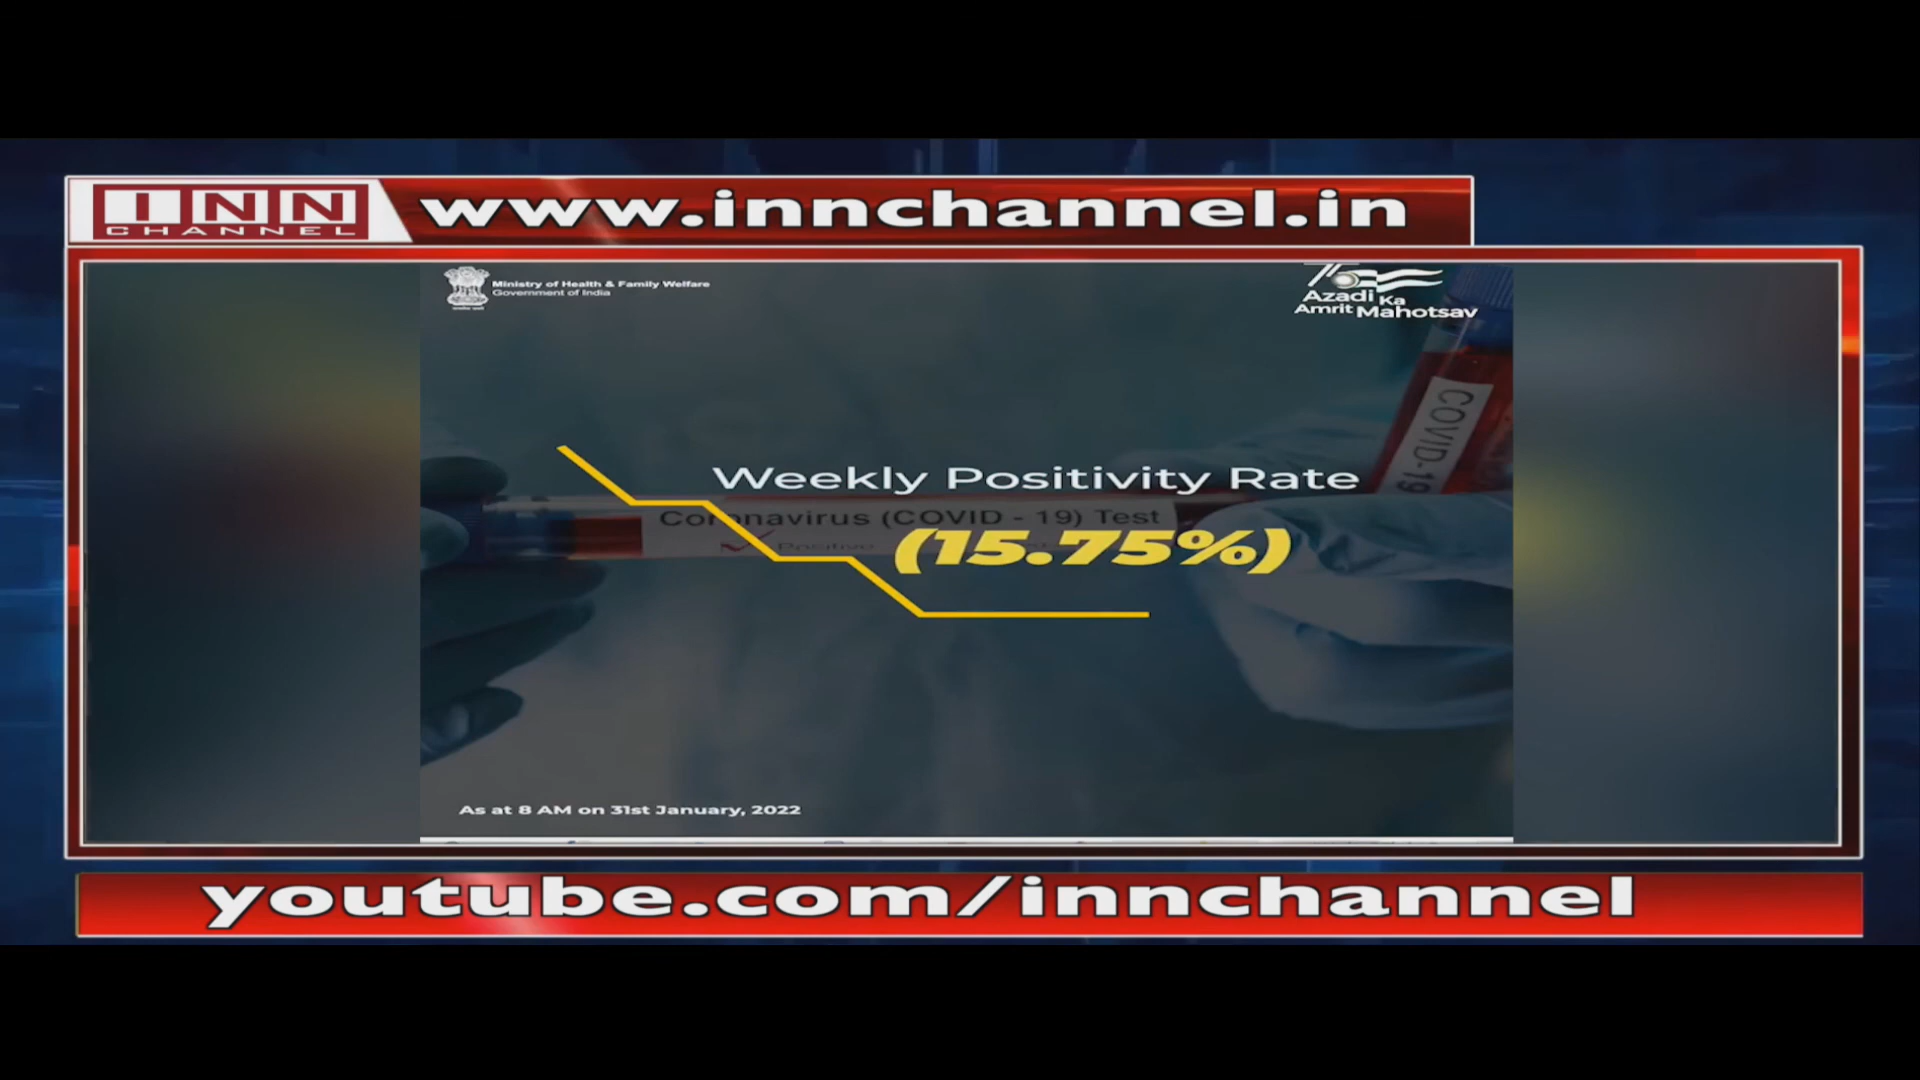 INN
CHANNEL
www.innchannel.in
Ministry of Health & Family Welfare
Government of India
75
Azadi Ka
Amrit Mahotsav
COVID-19
Weekly Positivity Rate
Coronavirus (COVID - 19) Test
Positive
(15.75%)
As at 8 AM on 31st January, 2022
youtube.com/innchannel